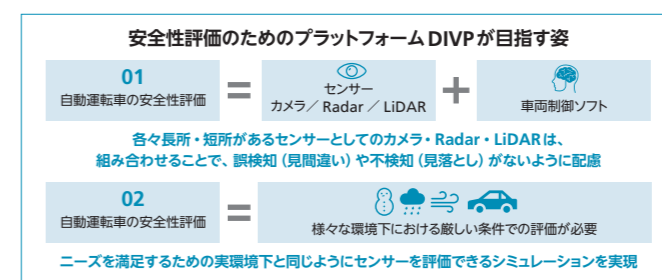 安全性評価のためのプラットフォームDIVPが目指す姿
01
自動運転車の安全性評価
=
センサー
カメラ／Radar／LiDAR
+
車両制御ソフト
各々長所・短所があるセンサーとしてのカメラ・Radar・LiDARは、
組み合わせることで、誤検知（見間違い）や不検知（見落とし）がないように配慮
02
自動運転車の安全性評価
=
様々な環境下における厳しい条件での評価が必要
ニーズを満足するための実環境下と同じようにセンサーを評価できるシミュレーションを実現